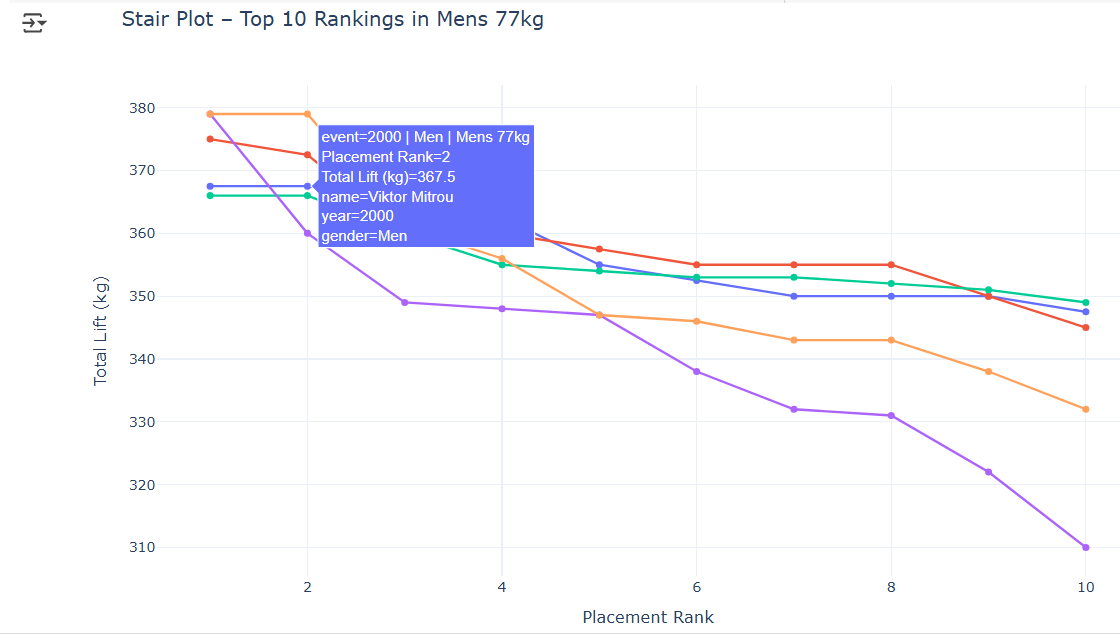 Stair Plot – Top 10 Rankings in Mens 77kg
380
370
360
350
340
330
320
310
Total Lift (kg)
event=2000 | Men | Mens 77kg
Placement Rank=2
Total Lift (kg)=367.5
name=Viktor Mitrou
year=2000
gender=Men
2
4
6
8
10
Placement Rank